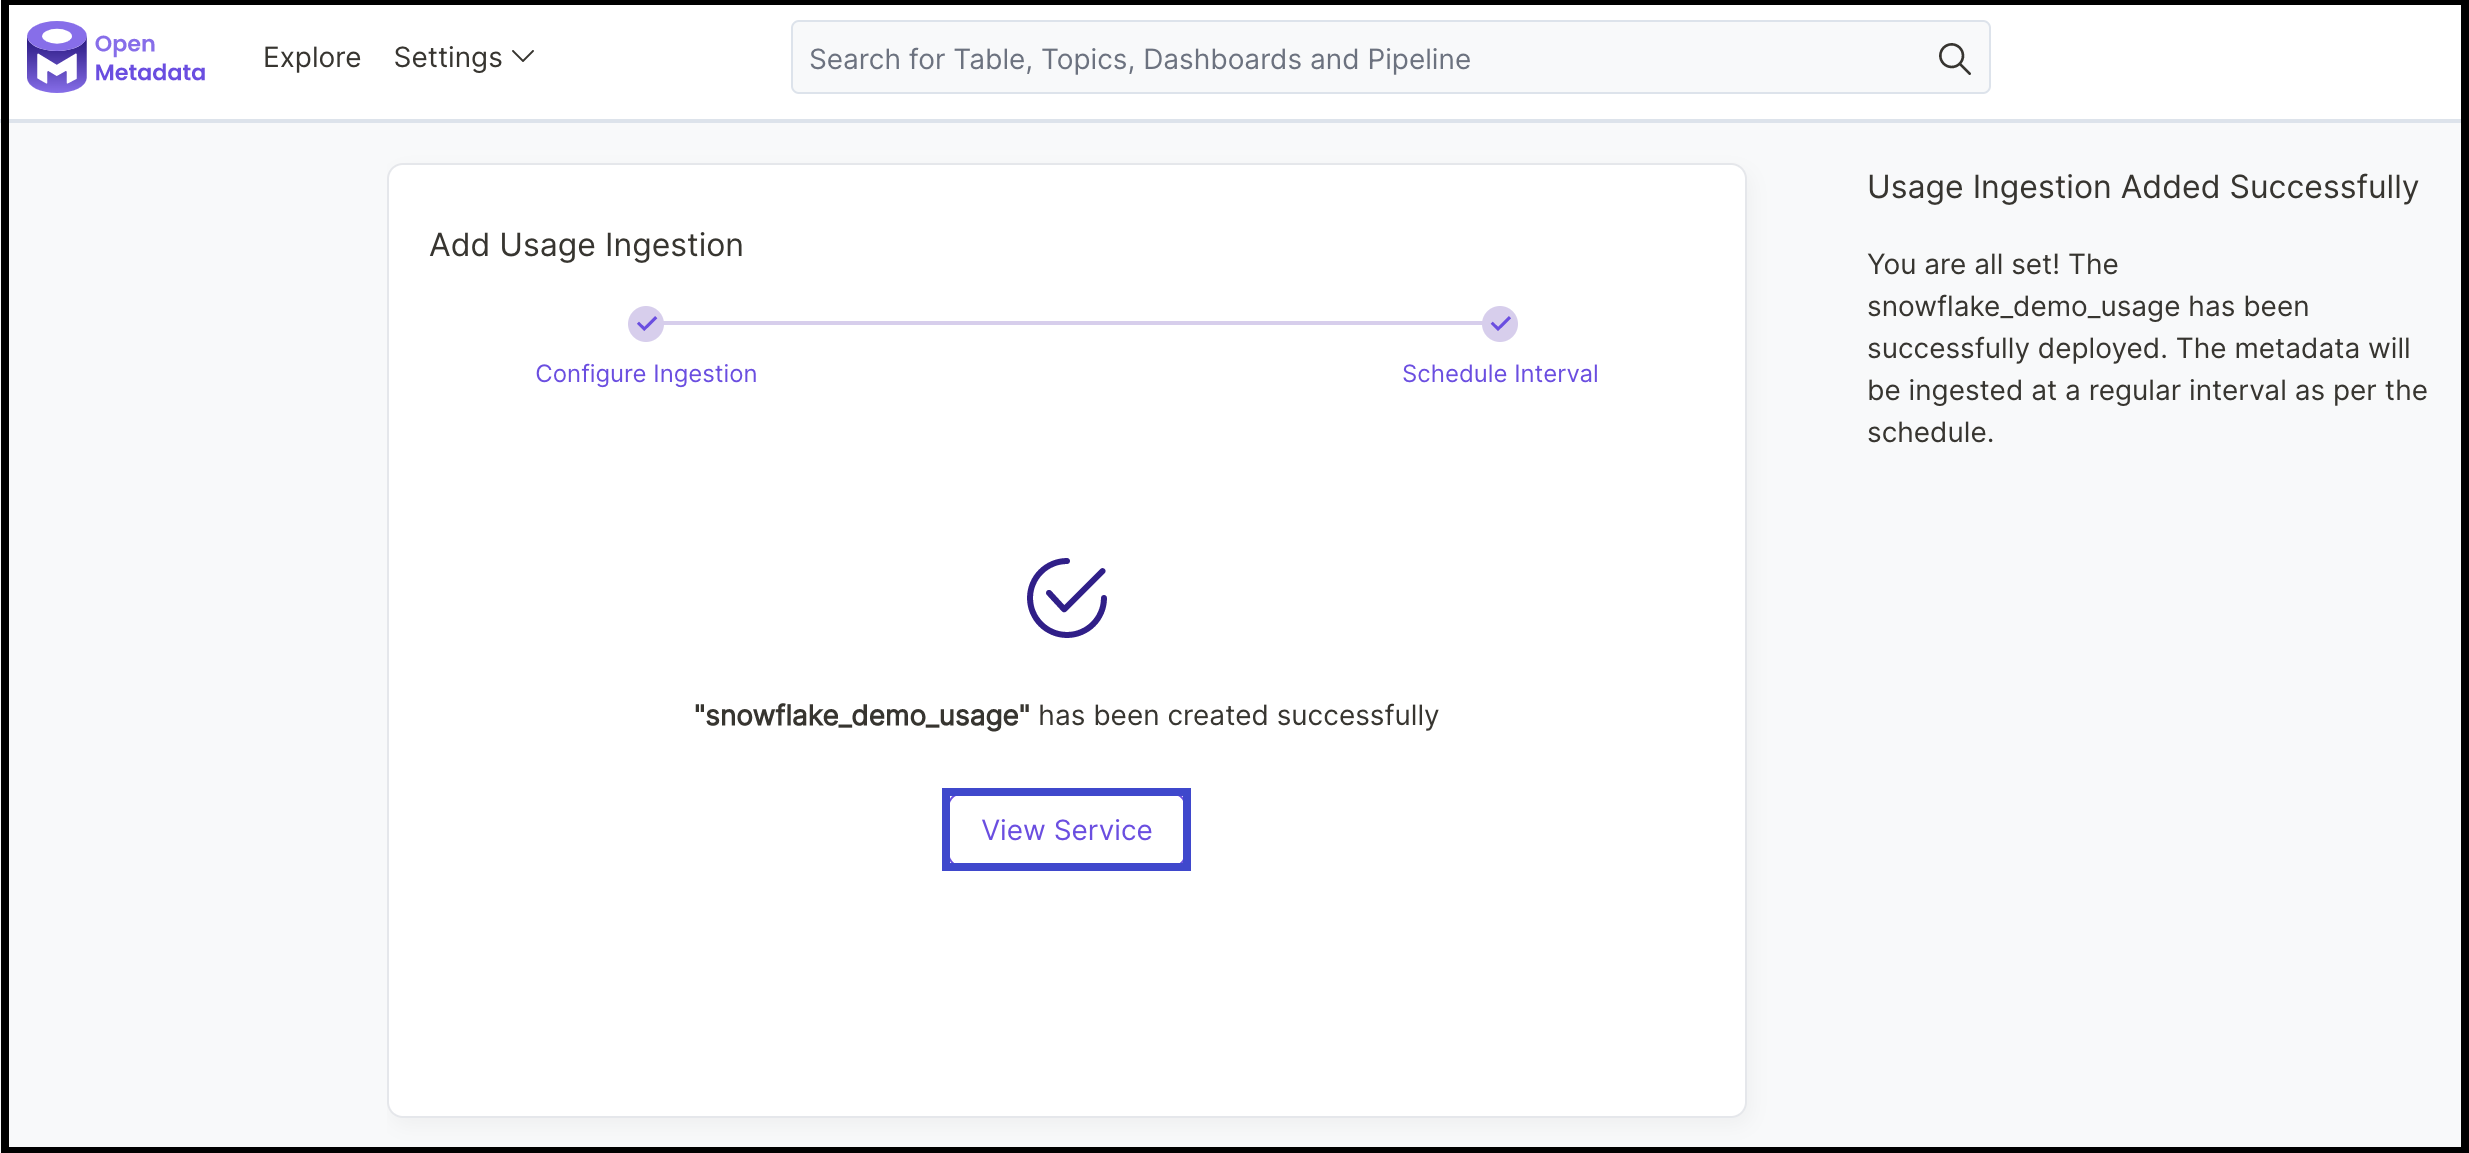 Open
Metadata
Explore
Settings
Search for Table, Topics, Dashboards and Pipeline
Add Usage Ingestion
Configure Ingestion
Schedule Interval
"snowflake_demo_usage" has been created successfully
View Service
Usage Ingestion Added Successfully
You are all set! The
snowflake_demo_usage has been
successfully deployed. The metadata will
be ingested at a regular interval as per the
schedule.